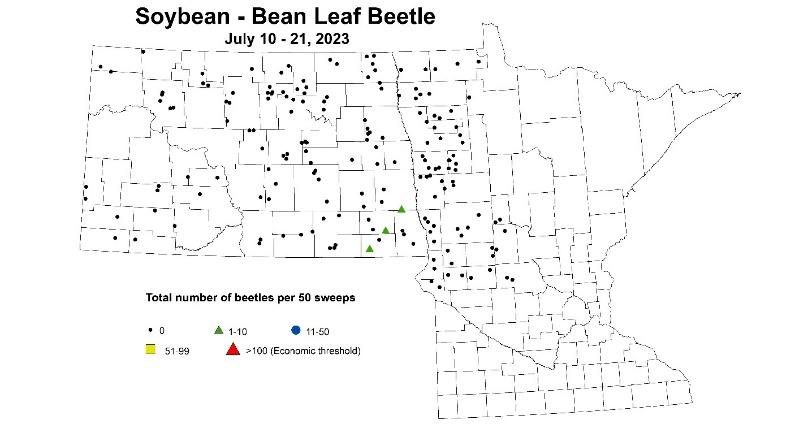 Soybean - Bean Leaf Beetle
July 10 - 21, 2023
Total number of beetles per 50 sweeps
0
1-10
11-50
51-99
>100 (Economic threshold)